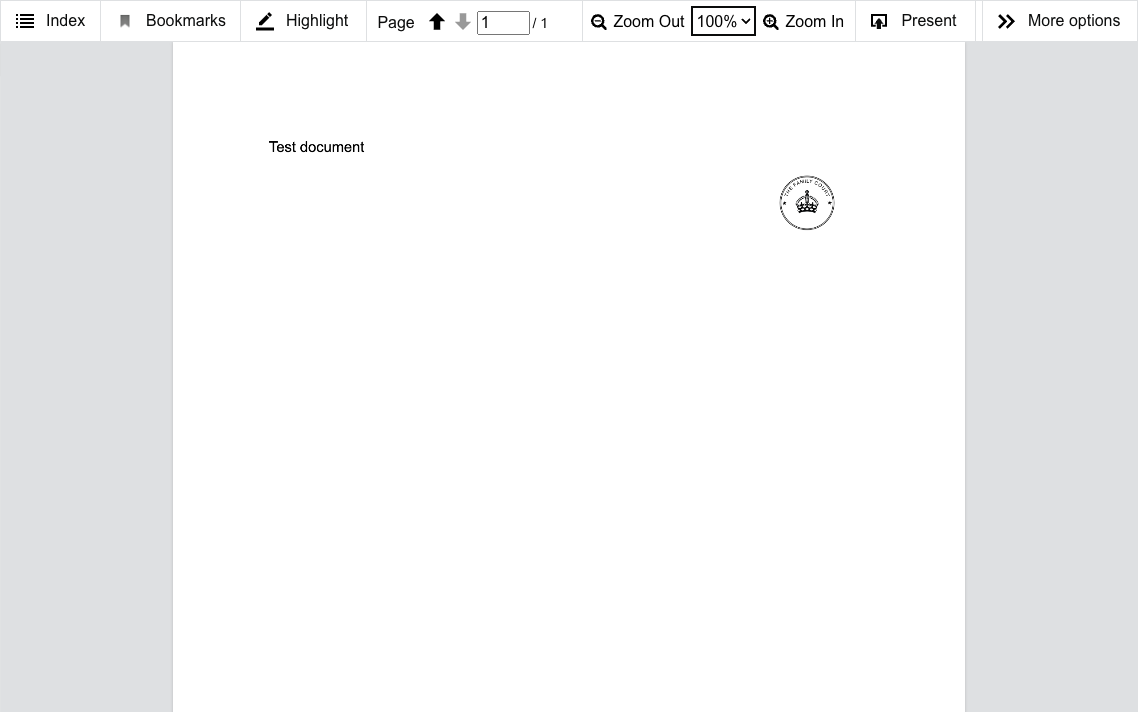 Index
Bookmarks
Highlight
Page 1 / 1
Zoom Out 100% Zoom In
Present
More options
Test document
THE FAMILY COURT